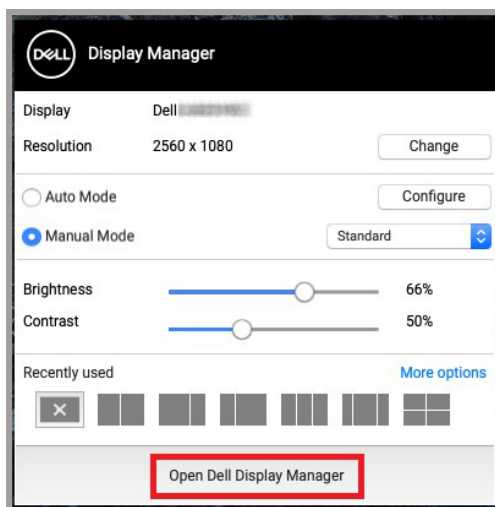 DELL Display Manager
Display Dell
Resolution 2560 x 1080 Change
Auto Mode Configure
Manual Mode Standard
Brightness 66%
Contrast 50%
Recently used More options
Open Dell Display Manager